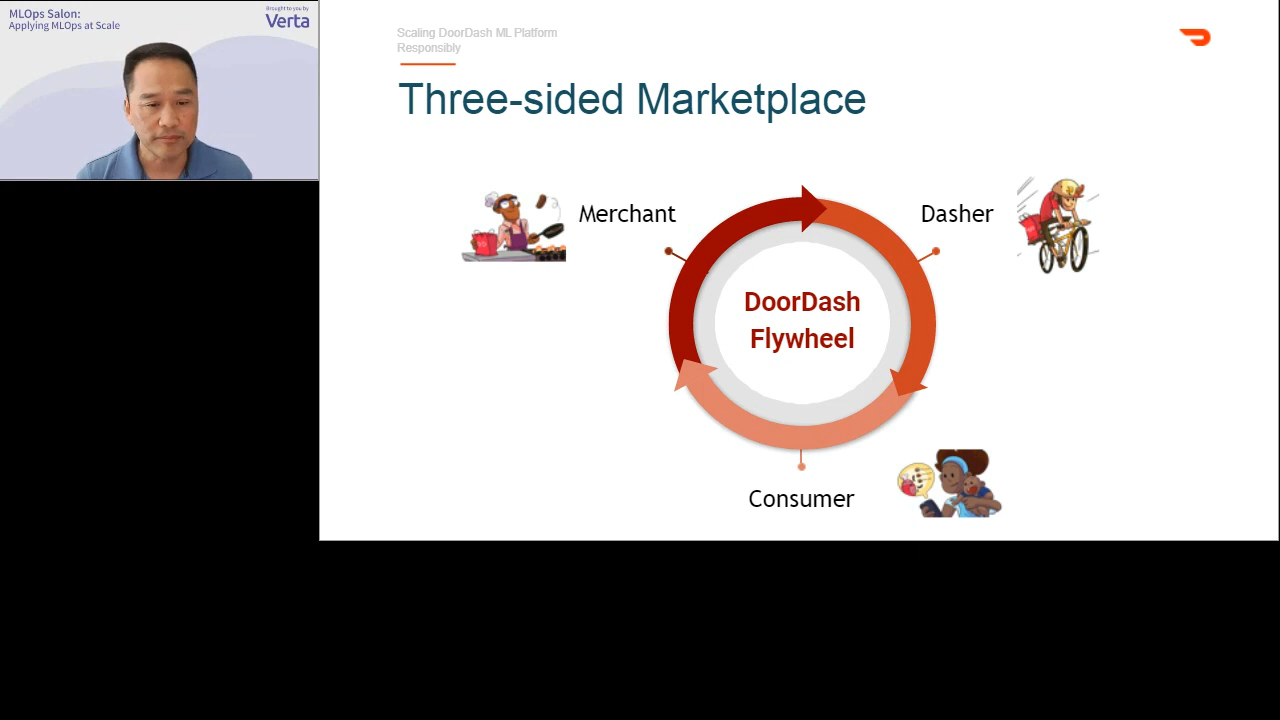 MLOps Salon:
Applying MLOps at Scale
Brought to you by
Verta
Scaling DoorDash ML Platform
Responsibly
Three-sided Marketplace
Merchant
Dasher
DoorDash
Flywheel
Consumer